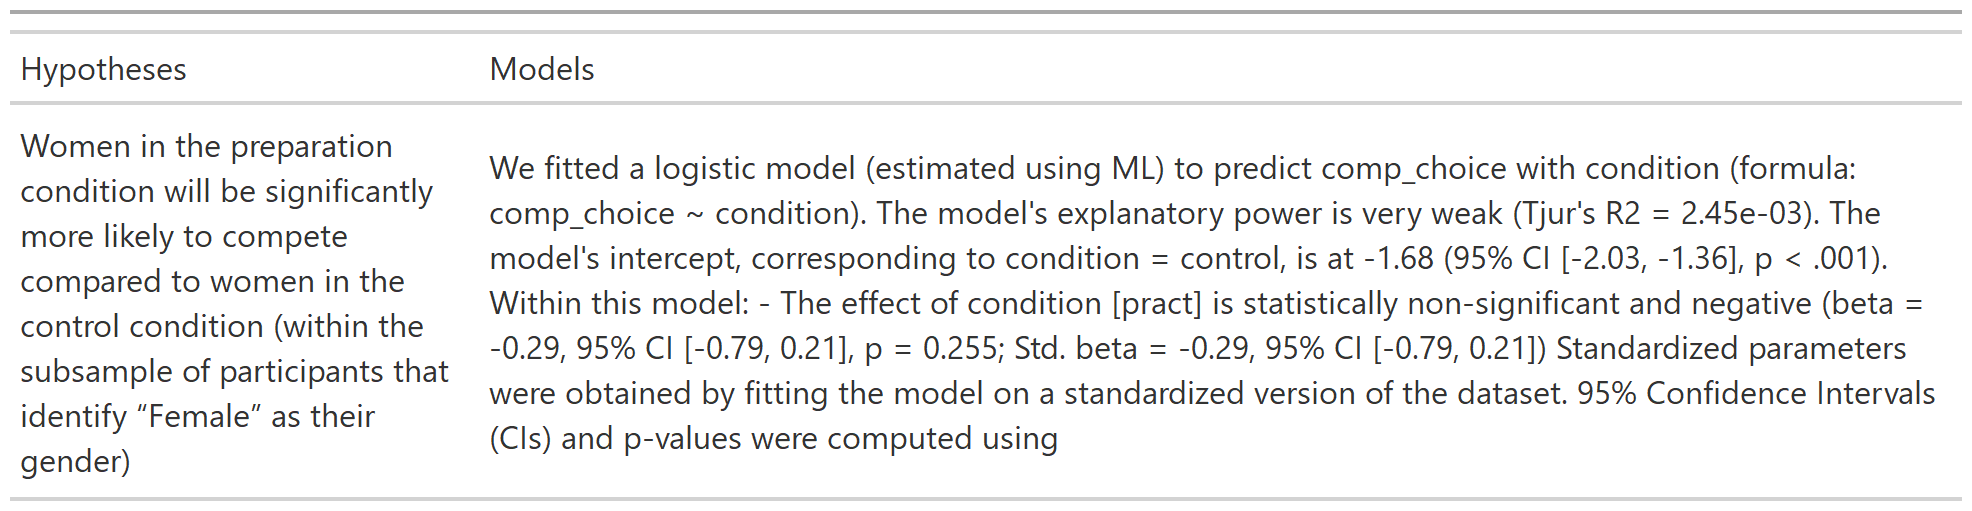 Hypotheses
Models
Women in the preparation
condition will be significantly
more likely to compete
compared to women in the
control condition (within the
subsample of participants that
identify “Female” as their
gender)
We fitted a logistic model (estimated using ML) to predict comp_choice with condition (formula:
comp_choice ~ condition). The model's explanatory power is very weak (Tjur's R2 = 2.45e-03). The
model's intercept, corresponding to condition = control, is at -1.68 (95% CI [-2.03, -1.36], p < .001).
Within this model: - The effect of condition [pract] is statistically non-significant and negative (beta =
-0.29, 95% CI [-0.79, 0.21], p = 0.255; Std. beta = -0.29, 95% CI [-0.79, 0.21]) Standardized parameters
were obtained by fitting the model on a standardized version of the dataset. 95% Confidence Intervals
(CIs) and p-values were computed using